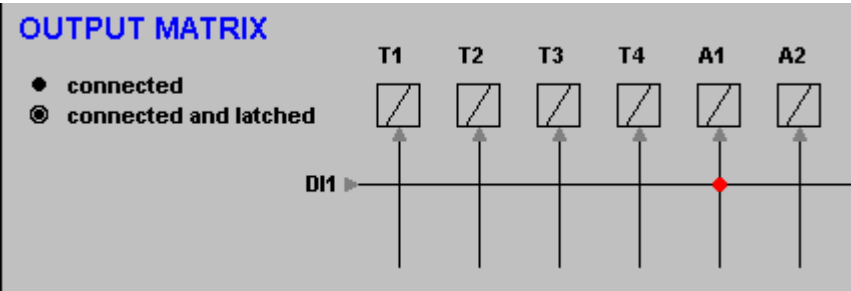 OUTPUT MATRIX
T1 T2 T3 T4 A1 A2
connected
connected and latched
DI1